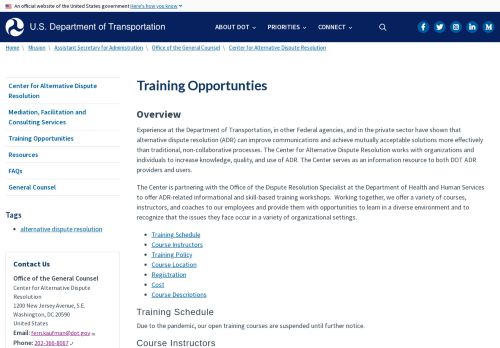 An official website of the United States government Here's how you know
U.S. Department of Transportation
ABOUT DOT
PRIORITIES
CONNECT
Home \ Mission \ Assistant Secretary for Administration \ Office of the General Counsel \ Center for Alternative Dispute Resolution
Center for Alternative Dispute
Resolution
Mediation, Facilitation and
Consulting Services
Training Opportunities
Resources
FAQs
General Counsel
Tags
alternative dispute resolution
Contact Us
Office of the General Counsel
Center for Alternative Dispute
Resolution
1200 New Jersey Avenue, S.E.
Washington, DC 20590
United States
Email: fern.kaufman@dot.gov
Phone: 202-366-8067
Training Opportunties
Overview
Experience at the Department of Transportation, in other Federal agencies, and in the private sector have shown that
alternative dispute resolution (ADR) can improve communications and achieve mutually acceptable solutions more effectively
than traditional, non-collaborative processes. The Center for Alternative Dispute Resolution works with organizations and
individuals to increase knowledge, quality, and use of ADR. The Center serves as an information resource to both DOT ADR
providers and users.
The Center is partnering with the Office of the Dispute Resolution Specialist at the Department of Health and Human Services
to offer ADR-related informational and skill-based training workshops. Working together, we offer a variety of courses,
instructors, and coaches to our employees and provide them with opportunities to learn in a diverse environment and to
recognize that the issues they face occur in a variety of organizational settings.
Training Schedule
Course Instructors
Training Policy
Course Location
Registration
Cost
Course Descriptions
Training Schedule
Due to the pandemic, our open training courses are suspended until further notice.
Course Instructors